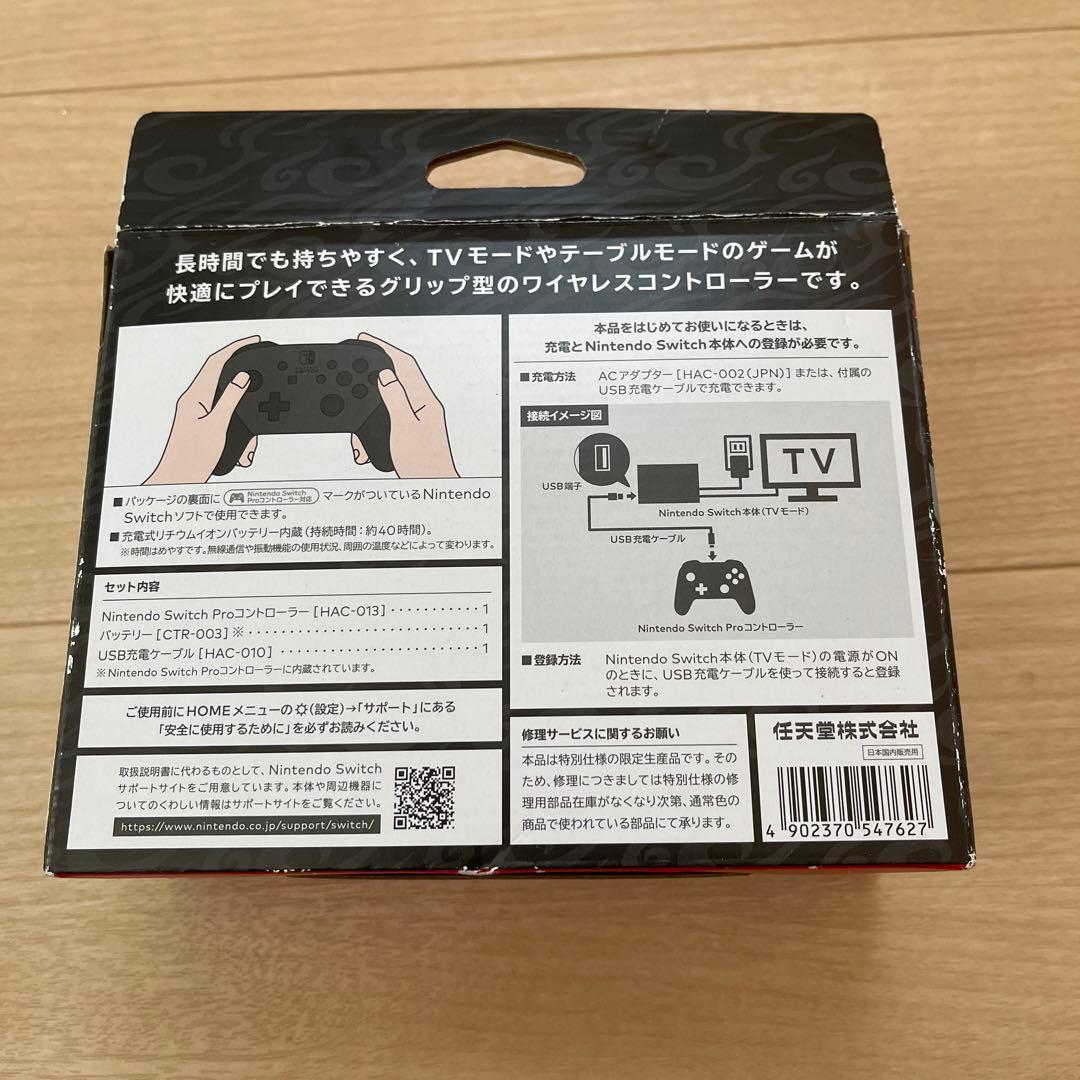 長時間でも持ちやすく、TVモードやテーブルモードのゲームが
快適にプレイできるグリップ型のワイヤレスコントローラーです。
■パッケージの裏面に Nintendo Switch Proコントローラー対応 マークがついているNintendo
Switchソフトで使用できます。
■充電式リチウムイオンバッテリー内蔵(持続時間:約40時間)。
※時間はめやすです。無線通信や振動機能の使用状況、周囲の温度などによって変わります。
セット内容
Nintendo Switch Proコントローラー[HAC-013]‥‥‥‥‥‥1
バッテリー[CTR-003]※‥‥‥‥‥‥‥‥‥‥‥‥‥‥1
USB充電ケーブル[HAC-010]‥‥‥‥‥‥‥‥‥‥‥‥1
※Nintendo Switch Proコントローラーに内蔵されています。
ご使用前にHOMEメニューの(設定)→「サポート」にある
「安全に使用するために」を必ずお読みください。
取扱説明書に代わるものとして、Nintendo Switch
サポートサイトをご用意しています。本体や周辺機器に
ついてのくわしい情報はサポートサイトをご覧ください。
https://www.nintendo.co.jp/support/switch/
本品をはじめてお使いになるときは、
充電とNintendo Switch本体への登録が必要です。
■充電方法 ACアダプター[HAC-002(JPN)]または、付属の
USB充電ケーブルで充電できます。
接続イメージ図
TV
USB端子
Nintendo Switch本体(TVモード)
USB充電ケーブル
Nintendo Switch Proコントローラー
■登録方法 Nintendo Switch本体(TVモード)の電源がON
のときに、USB充電ケーブルを使って接続すると登録
されます。
修理サービスに関するお願い
本品は特別仕様の限定生産品です。その
ため、修理につきましては特別仕様の修
理用部品在庫がなくなり次第、通常色の
商品で使われている部品にて承ります。
任天堂株式会社
日本国内販売用
4 902370 547627